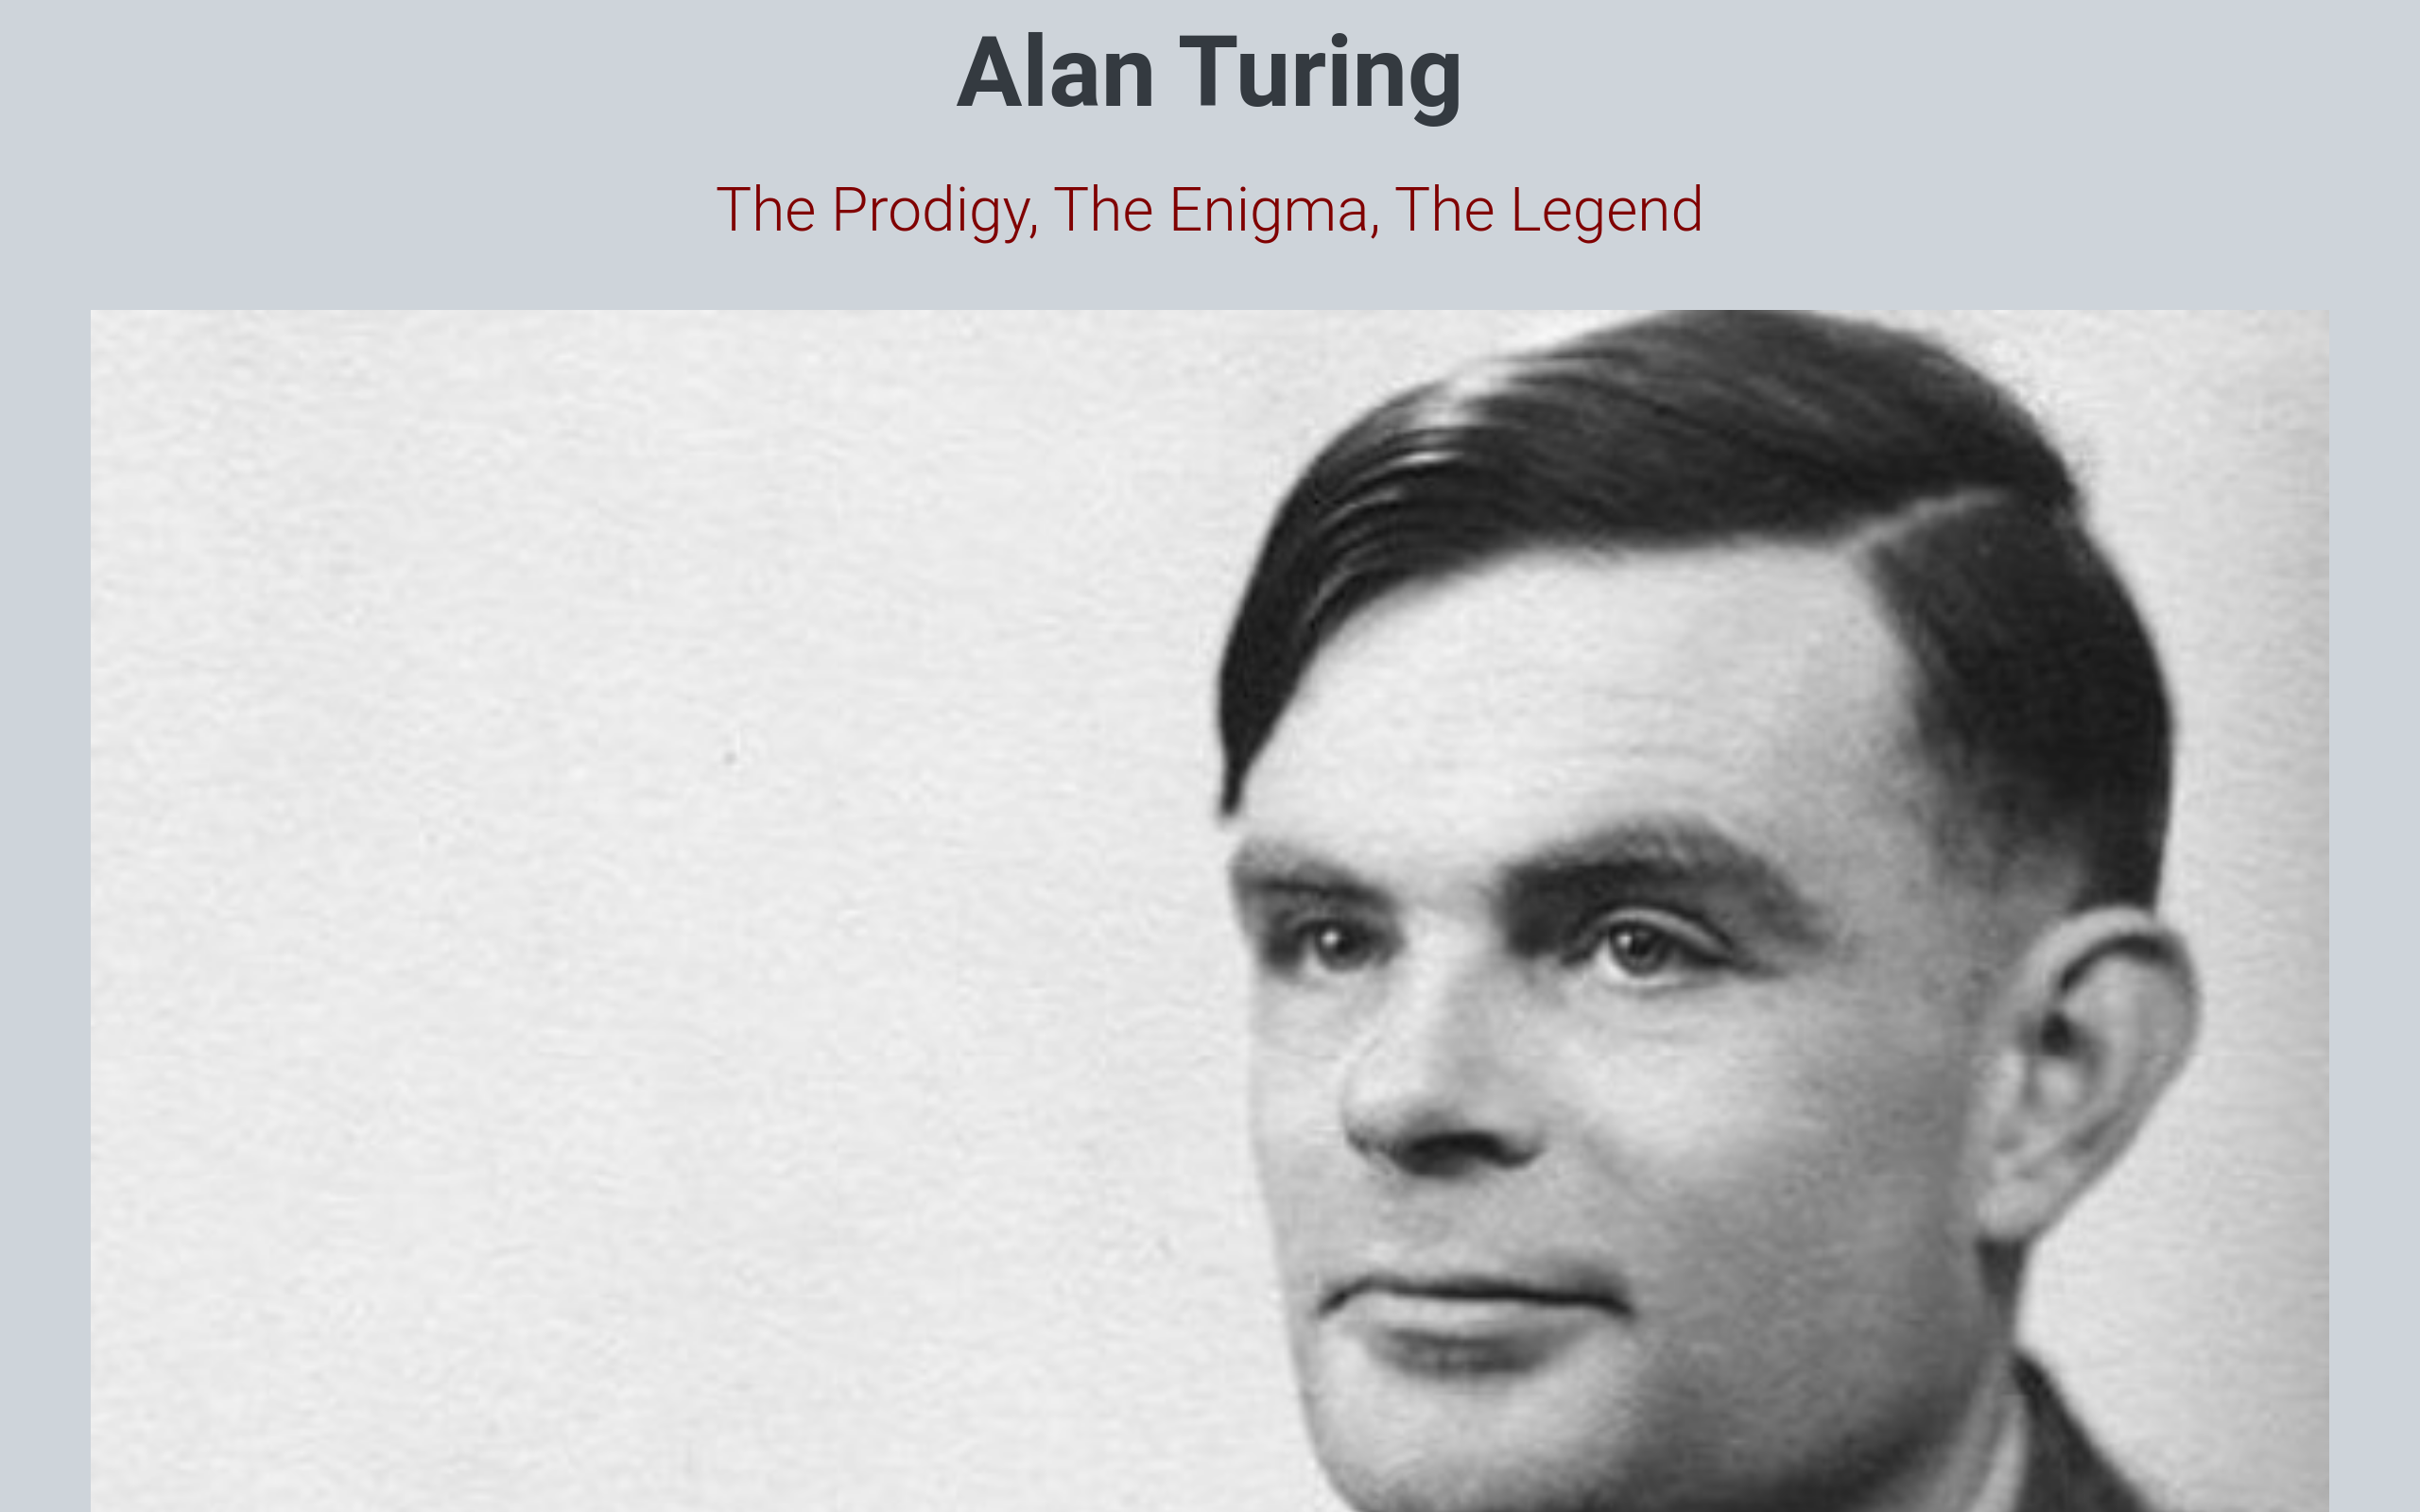 Alan Turing
The Prodigy, The Enigma, The Legend